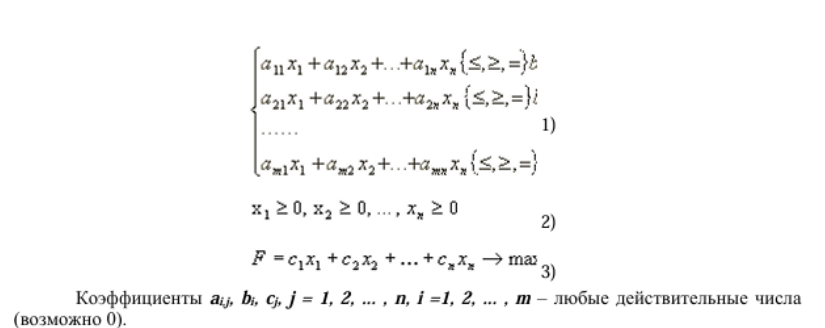 a₁₁x₁ + a₁₂x₂ +...+ a₁ₙxₙ {≤,≥,=} b
a₂₁x₁ + a₂₂x₂ +...+ a₂ₙxₙ {≤,≥,=}
......
1)
aₘ₁x₁ + aₘ₂x₂ +...+ aₘₙxₙ {≤,≥,=}
x₁ ≥ 0, x₂ ≥ 0, ... , xₙ ≥ 0
2)
F = c₁x₁ + c₂x₂ + ... + cₙxₙ → max
3)
Коэффициенты aᵢ,ⱼ, bᵢ, cⱼ, j = 1, 2, ... , n, i =1, 2, ... , m – любые действительные числа
(возможно 0).